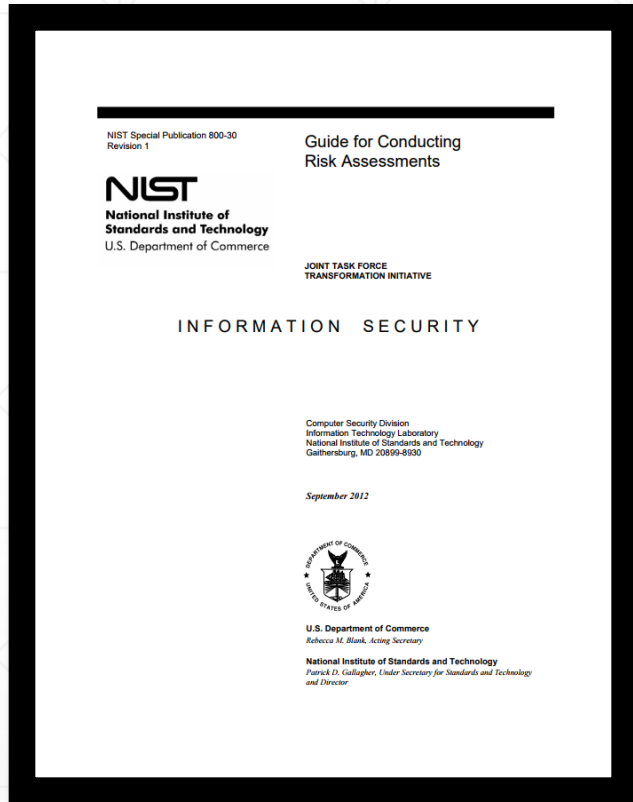 NIST Special Publication 800-30
Revision 1
Guide for Conducting
Risk Assessments
NIST
National Institute of
Standards and Technology
U.S. Department of Commerce
JOINT TASK FORCE
TRANSFORMATION INITIATIVE
INFORMATION SECURITY
Computer Security Division
Information Technology Laboratory
National Institute of Standards and Technology
Gaithersburg, MD 20899-8930
September 2012
DEPARTMENT OF COMMERCE
UNITED STATES OF AMERICA
U.S. Department of Commerce
Rebecca M. Blank, Acting Secretary
National Institute of Standards and Technology
Patrick D. Gallagher, Under Secretary for Standards and Technology
and Director